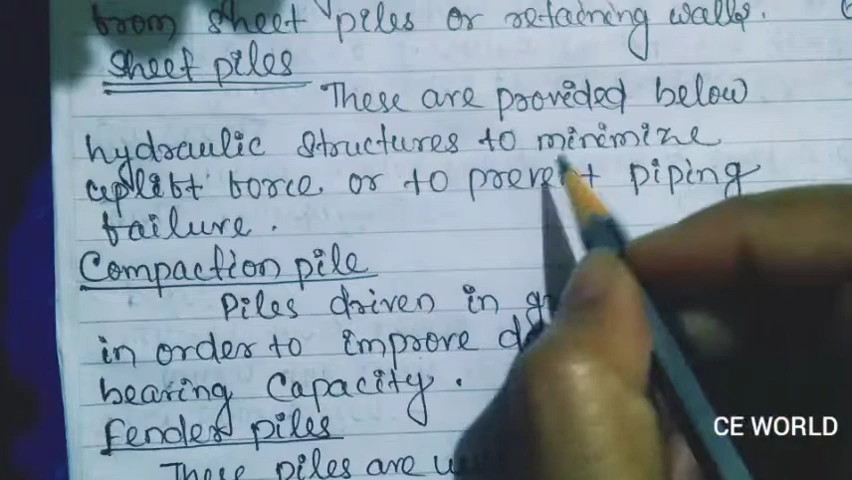 from sheet piles or retaining walls.
Sheet piles
These are provided below
hydraulic structures to minimize
uplift force or to prevent piping
failure.
Compaction pile
Piles driven in
in order to improve
bearing capacity.
Fender piles
These piles are
CE WORLD